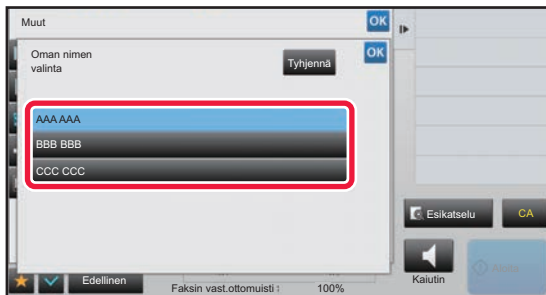 Muut
OK
Oman nimen
valinta
Tyhjennä
OK
AAA AAA
BBB BBB
CCC CCC
Esikatselu
CA
Edellinen
Faksin vast.ottomuisti :
100%
Kaiutin
Aloita